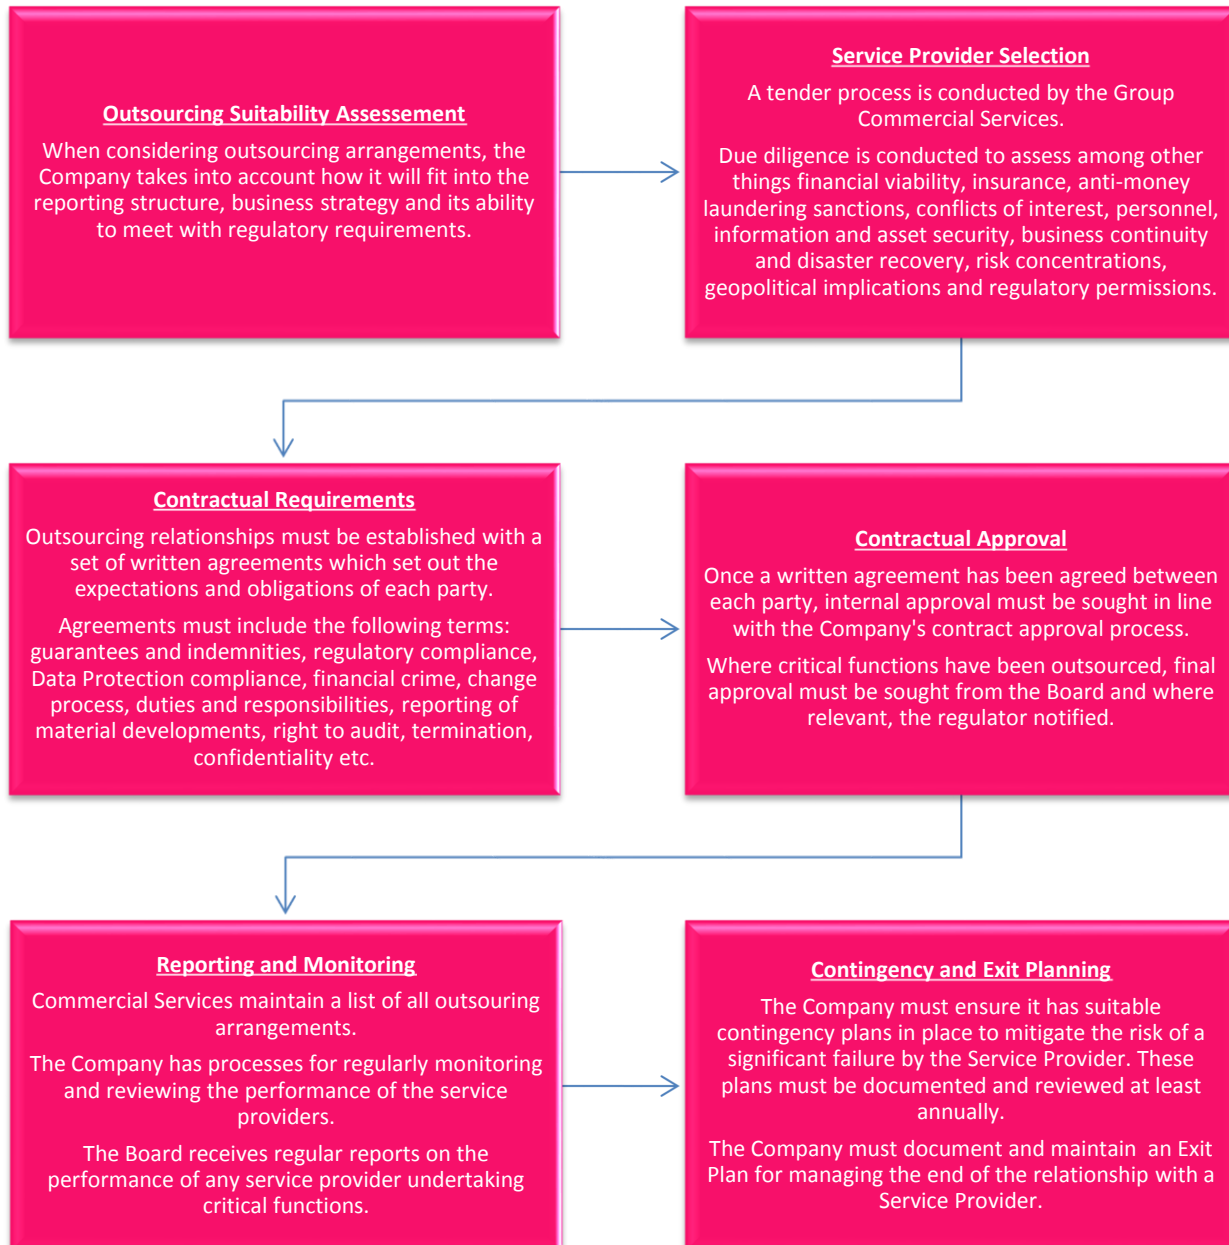 Outsourcing Suitability Assessement
When considering outsourcing arrangements, the
Company takes into account how it will fit into the
reporting structure, business strategy and its ability
to meet with regulatory requirements.
Service Provider Selection
A tender process is conducted by the Group
Commercial Services.
Due diligence is conducted to assess among other
things financial viability, insurance, anti-money
laundering sanctions, conflicts of interest, personnel,
information and asset security, business continuity
and disaster recovery, risk concentrations,
geopolitical implications and regulatory permissions.
Contractual Requirements
Outsourcing relationships must be established with a
set of written agreements which set out the
expectations and obligations of each party.
Agreements must include the following terms:
guarantees and indemnities, regulatory compliance,
Data Protection compliance, financial crime, change
process, duties and responsibilities, reporting of
material developments, right to audit, termination,
confidentiality etc.
Contractual Approval
Once a written agreement has been agreed between
each party, internal approval must be sought in line
with the Company's contract approval process.
Where critical functions have been outsourced, final
approval must be sought from the Board and where
relevant, the regulator notified.
Reporting and Monitoring
Commercial Services maintain a list of all outsouring
arrangements.
The Company has processes for regularly monitoring
and reviewing the performance of the service
providers.
The Board receives regular reports on the
performance of any service provider undertaking
critical functions.
Contingency and Exit Planning
The Company must ensure it has suitable
contingency plans in place to mitigate the risk of a
significant failure by the Service Provider. These
plans must be documented and reviewed at least
annually.
The Company must document and maintain an Exit
Plan for managing the end of the relationship with a
Service Provider.